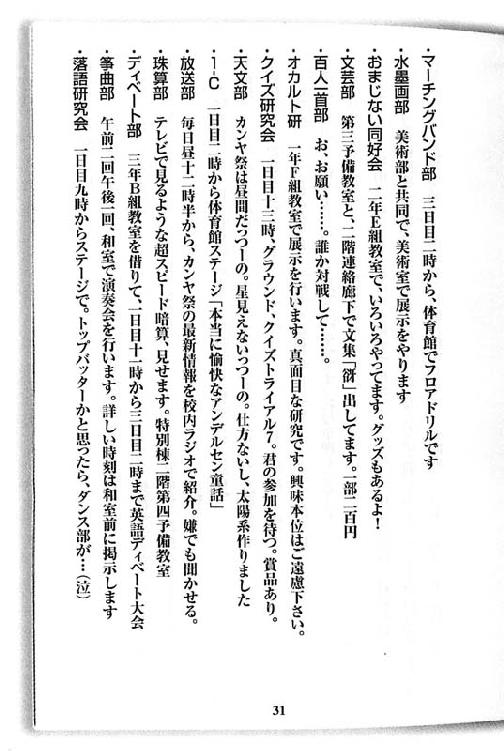 ・マーチングバンド部　三日目二時から、体育館でフロアドリルです
・水墨画部　美術部と共同で、美術室で展示をやります
・おまじない同好会　二年E組教室で、いろいろやってます。グッズもあるよ！
・文芸部　第三予備教室と、二階連絡廊下で文集「谺」出してます。一部二百円
・百人一首部　お、お願い……。誰か対戦して……。
・オカルト研　一年F組教室で展示を行います。真面目な研究です。興味本位はご遠慮下さい。
・クイズ研究会　一日目十三時、グラウンド、クイズトライアル7。君の参加を待つ。賞品あり。
・天文部　カンヤ祭は昼間だっつーの。星見えないっつーの。仕方ないし、太陽系作りました
・1-C　一日目二時から体育館ステージ「本当に愉快なアンデルセン童話」
・放送部　毎日昼十二時半から、カンヤ祭の最新情報を校内ラジオで紹介。嫌でも聞かせる。
・珠算部　テレビで見るような超スピード暗算、見せます。特別棟二階第四予備教室
・ディベート部　三年B組教室を借りて、一日目十一時から三日目二時まで英語ディベート大会
・箏曲部　午前二回午後一回、和室で演奏会を行います。詳しい時刻は和室前に掲示します
・落語研究会　一日目九時からステージで。トップバッターかと思ったら、ダンス部が…（泣）
31